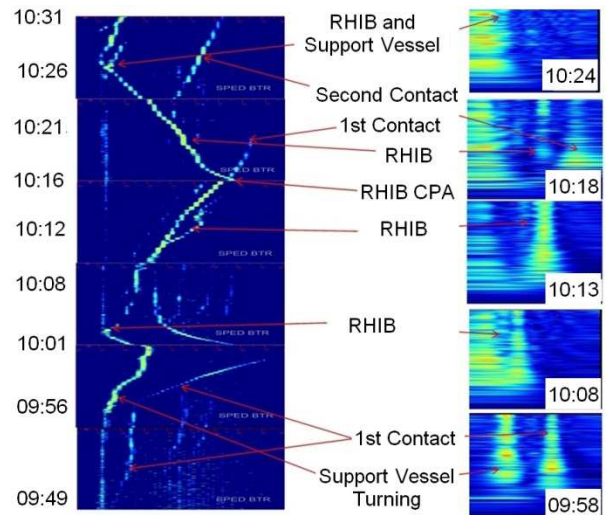 10:31
10:26
10:21
10:16
10:12
10:08
10:01
09:56
09:49
SPED BTR
SPED BTR
SPED BTR
SPED BTR
SPED BTR
SPED BTR
RHIB and
Support Vessel
Second Contact
1st Contact
RHIB
RHIB CPA
RHIB
RHIB
1st Contact
Support Vessel
Turning
10:24
10:18
10:13
10:08
09:58